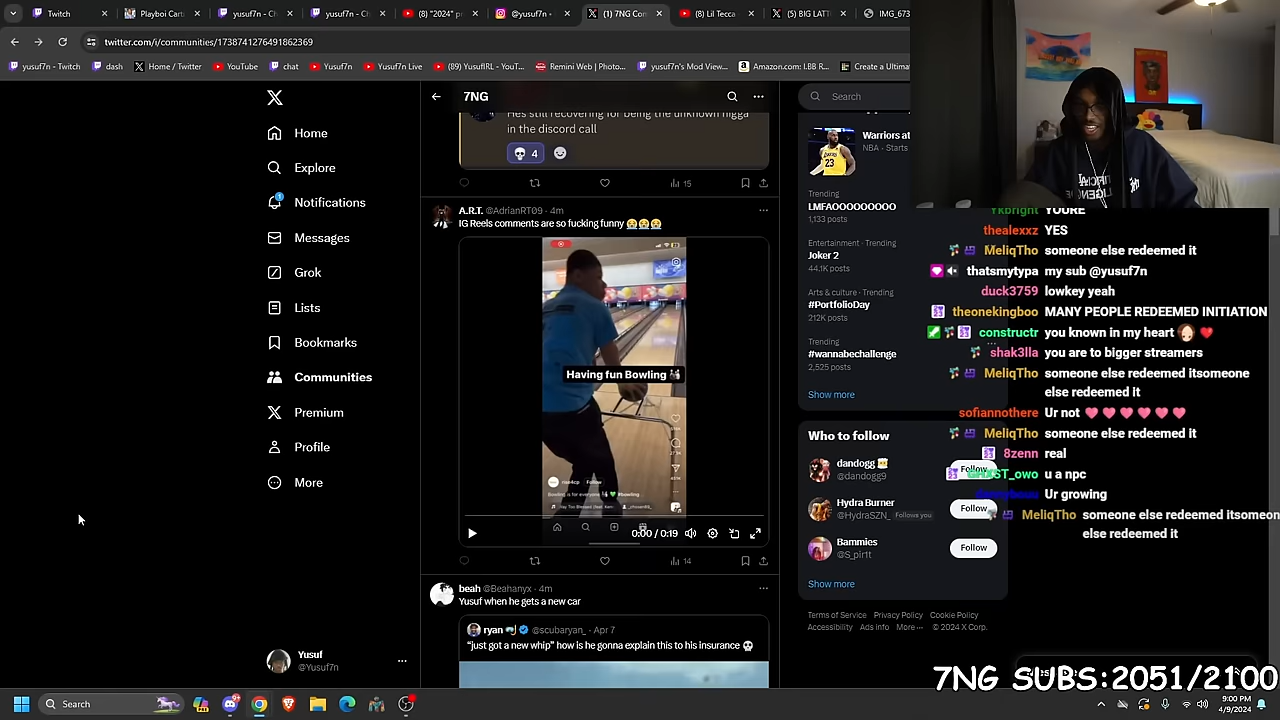 Twitch
Playboi Cart
yusuf7n - Ch
yusuf7n - Ch
(8) "2024" p
@yusuf7n •
(1) 7NG Con
(8) Lil Tecca
(5) BIG LATT
IMG_673
twitter.com/i/communities/1738741276491862369
yusuf7n - Twitch
dash
Home / Twitter
YouTube
chat
Yusuf7n
Yusuf7n Live
(89) YusufIRL - YouT...
Remini Web | Photo...
yusuf7n's Mod View...
Amazon.com: LBB R...
Create a Ultima
Home
Explore
1
Notifications
Messages
Grok
Lists
Bookmarks
Communities
Premium
Profile
More
Yusuf
@Yusuf7n
7NG
Hes still recovering for being the unknown nigga
in the discord call
4
15
A.R.T. @AdrianRT09 · 4m
IG Reels comments are so fucking funny 😭😭😭
Having fun Bowling
Follow
0:00 / 0:19
14
beah @Beahanyx · 4m
Yusuf when he gets a new car
ryan @scubaryan_ · Apr 7
"just got a new whip" how is he gonna explain this to his insurance 💀
Search
Warriors at
NBA · Starts
Trending
LMFAOOOOOOOO
1,133 posts
Entertainment · Trending
Joker 2
44.1K posts
Arts & culture · Trending
#PortfolioDay
212K posts
Trending
#wannabechallenge
2,525 posts
Show more
Who to follow
dandogg
@dandogg9
Follow
Hydra Burner
@HydraSZN_ Follows you
Follow
Bammies
@S_p1r1t
Follow
Show more
Terms of Service Privacy Policy Cookie Policy
Accessibility Ads info More ··· © 2024 X Corp.
Ykbright YOURE
thealexxz YES
MeliqTho someone else redeemed it
thatsmytypa my sub @yusuf7n
duck3759 lowkey yeah
theonekingboo MANY PEOPLE REDEEMED INITIATION
constructr you known in my heart ❤
shak3lla you are to bigger streamers
MeliqTho someone else redeemed itsomeone
else redeemed it
sofiannothere Ur not 💗 💗 💗 💗 💗 💗
MeliqTho someone else redeemed it
8zenn real
GHXST_owo u a npc
Ur growing
MeliqTho someone else redeemed itsomeon
else redeemed it
7NG SUBS:2051/2100
Search
9:00 PM
4/9/2024